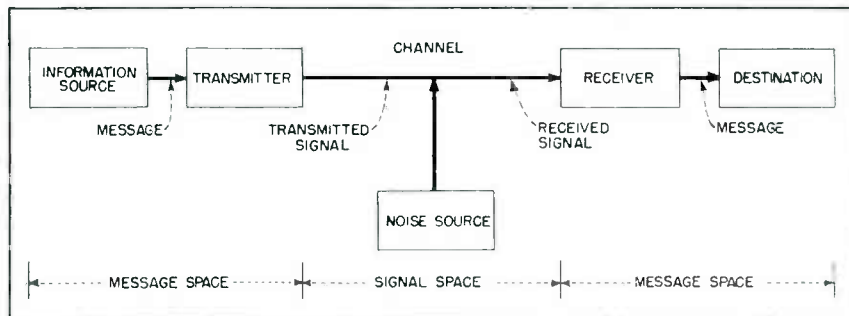 CHANNEL
INFORMATION
SOURCE
TRANSMITTER
RECEIVER
DESTINATION
MESSAGE
TRANSMITTED
SIGNAL
RECEIVED
SIGNAL
MESSAGE
NOISE SOURCE
MESSAGE SPACE
SIGNAL SPACE
MESSAGE SPACE